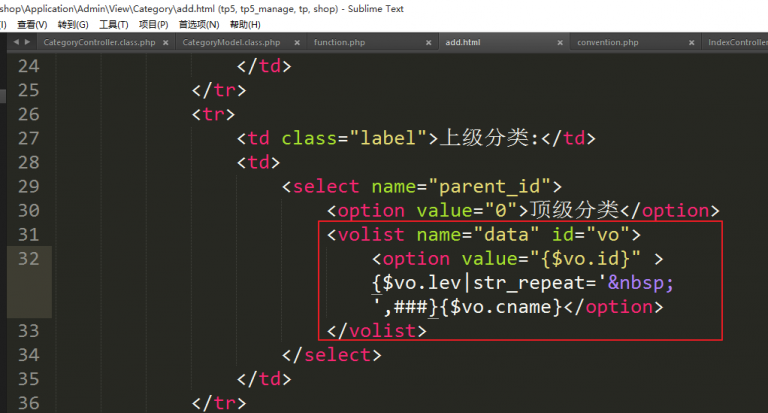 shop\Application\Admin\View\Category\add.html (tp5, tp5_manage, tp, shop) - Sublime Text
查看(V) 转到(G) 工具(T) 项目(P) 首选项(N) 帮助(H)
CategoryController.class.php × CategoryModel.class.php × function.php × add.html × convention.php × IndexController
24 </td>
25 </tr>
26 <tr>
27 <td class="label">上级分类:</td>
28 <td>
29 <select name="parent_id">
30 <option value="0">顶级分类</option>
31 <volist name="data" id="vo">
32 <option value="{$vo.id}" >
{$vo.lev|str_repeat='&nbsp;
',###}{$vo.cname}</option>
33 </volist>
34 </select>
35 </td>
36 </tr>